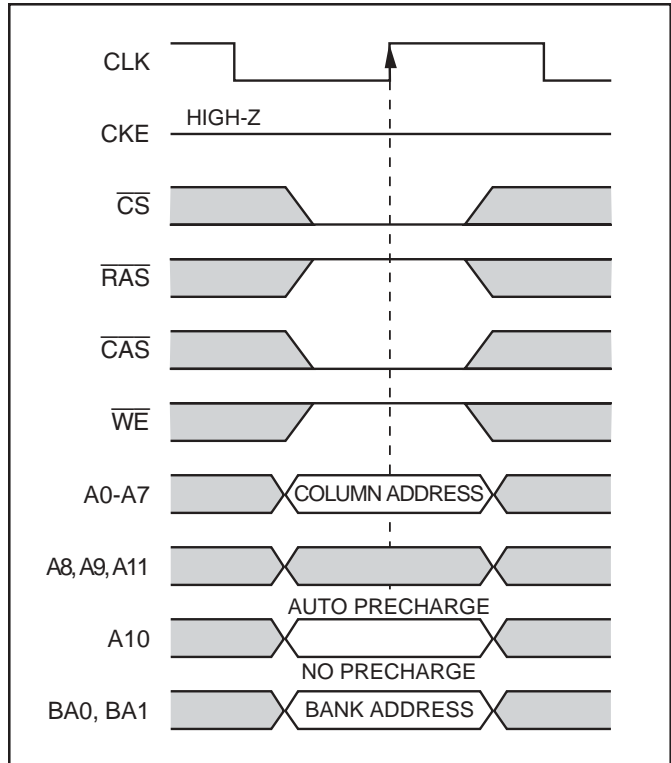 CLK
HIGH-Z
CKE
CS
RAS
CAS
WE
A0-A7 COLUMN ADDRESS
A8, A9, A11
AUTO PRECHARGE
A10
NO PRECHARGE
BA0, BA1 BANK ADDRESS